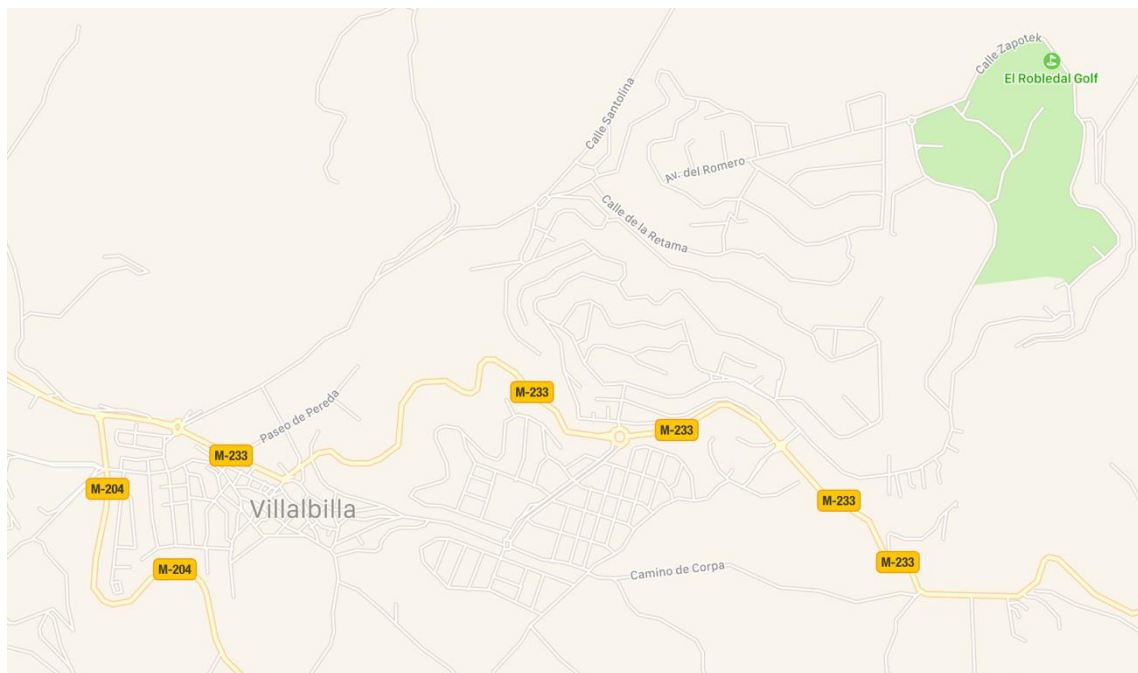 Calle Zapotek
El Robledal Golf
Calle Santolina
Av. del Romero
Calle de la Retama
M-233
Paseo de Pereda
M-233
M-233
M-204
M-233
Villalbilla
M-233
M-204
Camino de Corpa